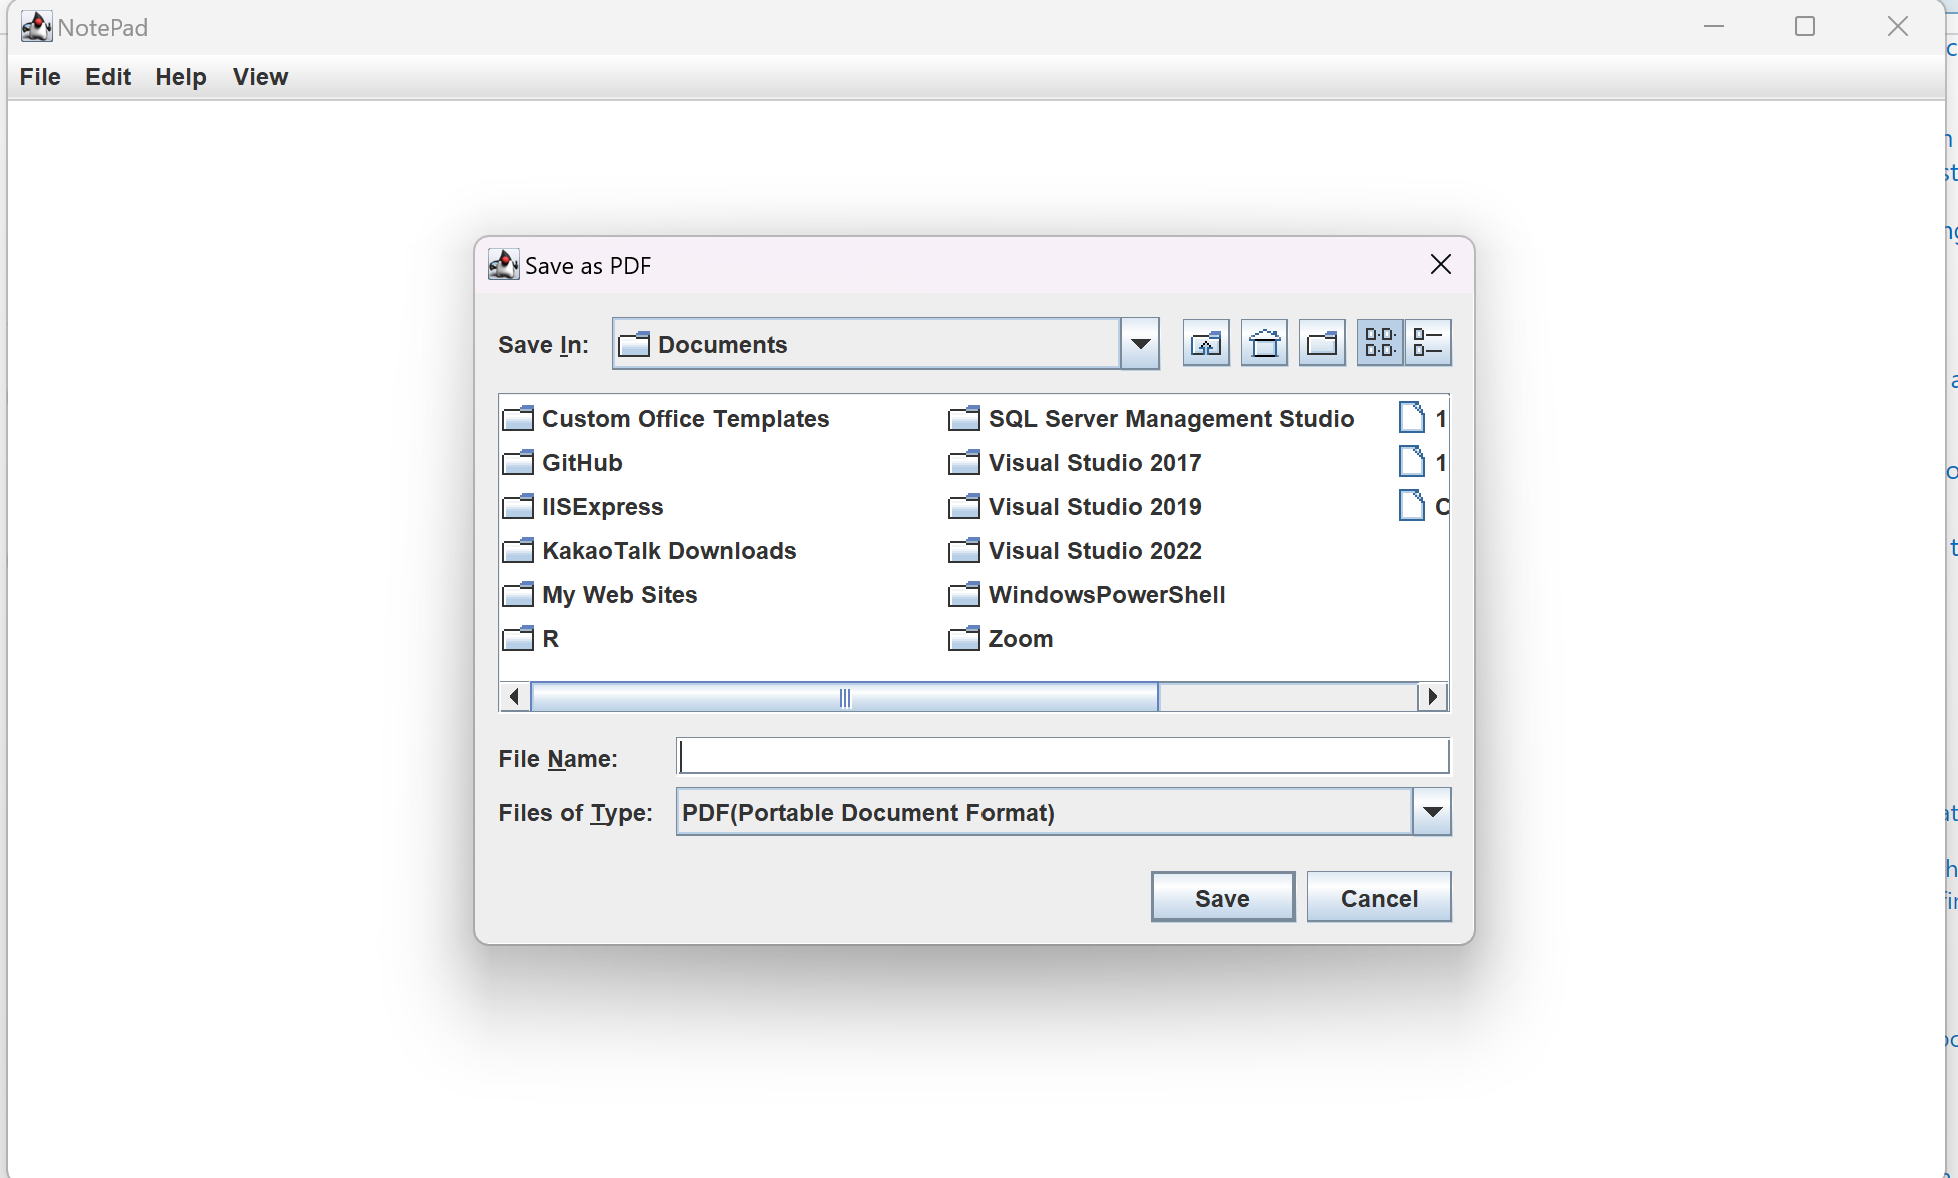 NotePad
File Edit Help View
Save as PDF
Save In: Documents
Custom Office Templates
GitHub
IISExpress
KakaoTalk Downloads
My Web Sites
R
SQL Server Management Studio
Visual Studio 2017
Visual Studio 2019
Visual Studio 2022
WindowsPowerShell
Zoom
1
1
File Name:
Files of Type: PDF(Portable Document Format)
Save Cancel